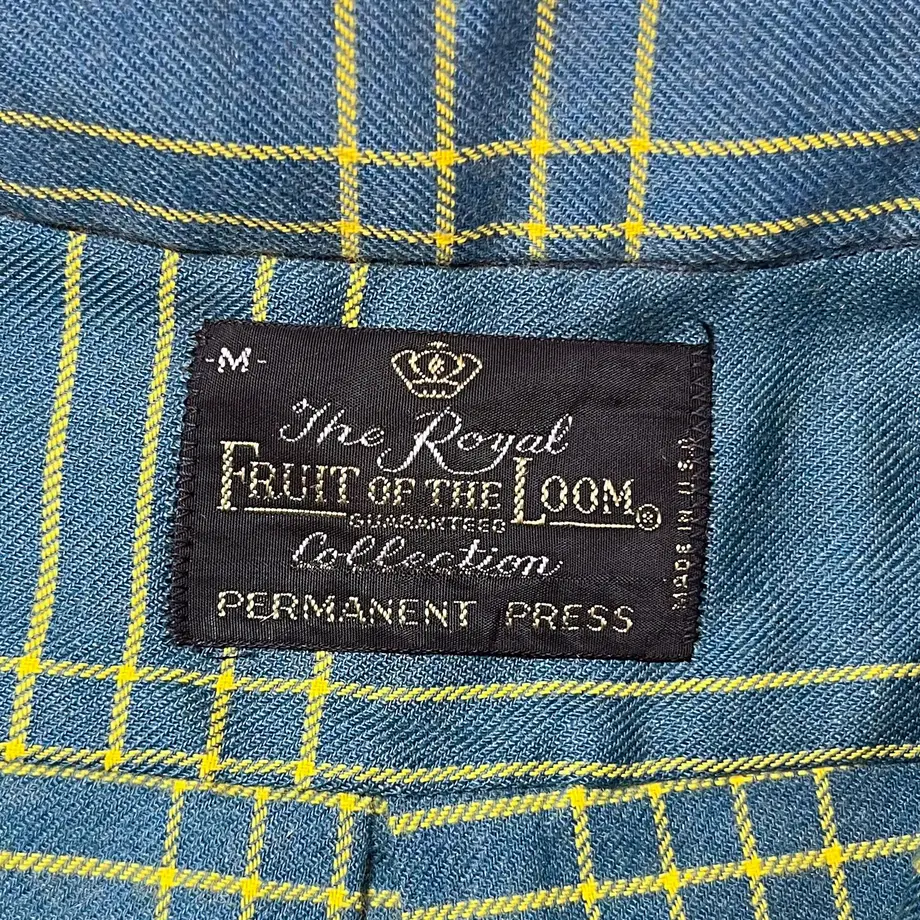 -M-
The Royal
FRUIT OF THE LOOM®
GUARANTEED
Collection
PERMANENT PRESS
MADE IN U.S.A